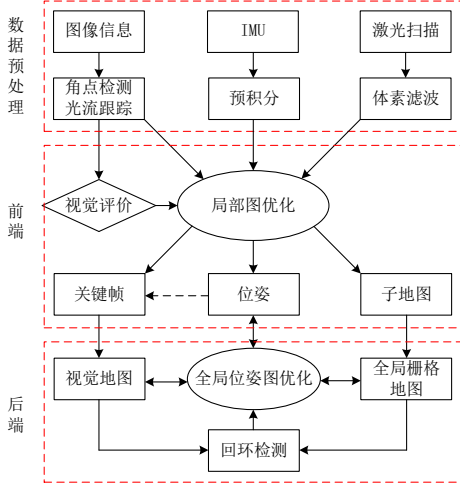 数据预处理
图像信息
IMU
激光扫描
角点检测
光流跟踪
预积分
体素滤波
前端
视觉评价
局部图优化
关键帧
位姿
子地图
后端
视觉地图
全局位姿图优化
全局栅格
地图
回环检测